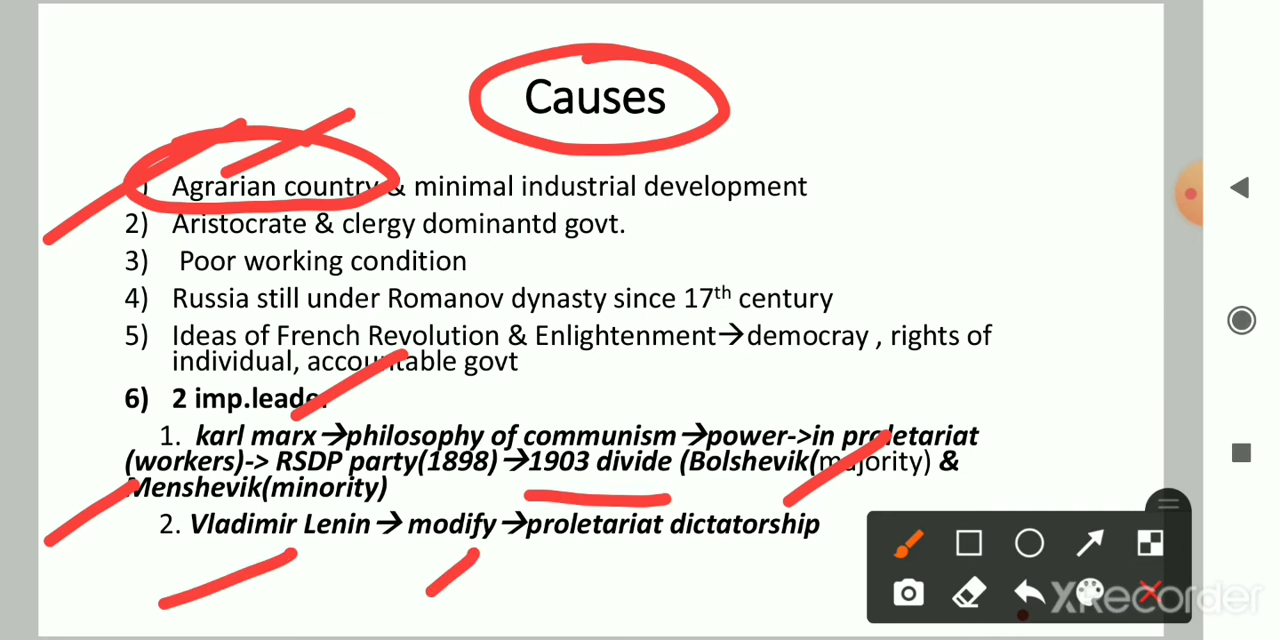 Causes
) Agrarian country & minimal industrial development
2) Aristocrate & clergy dominantd govt.
3) Poor working condition
4) Russia still under Romanov dynasty since 17th century
5) Ideas of French Revolution & Enlightenment→democray , rights of
individual, accountable govt
6) 2 imp.leader
1. karl marx→philosophy of communism→power->in proletariat
(workers)-> RSDP party(1898) →1903 divide (Bolshevik(majority) &
Menshevik(minority)
2. Vladimir Lenin→ modify→proletariat dictatorship
XRecorder